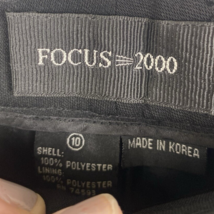 FOCUS 2000
10
SHELL:
100% POLYESTER
LINING:
100% POLYESTER
MADE IN KOREA